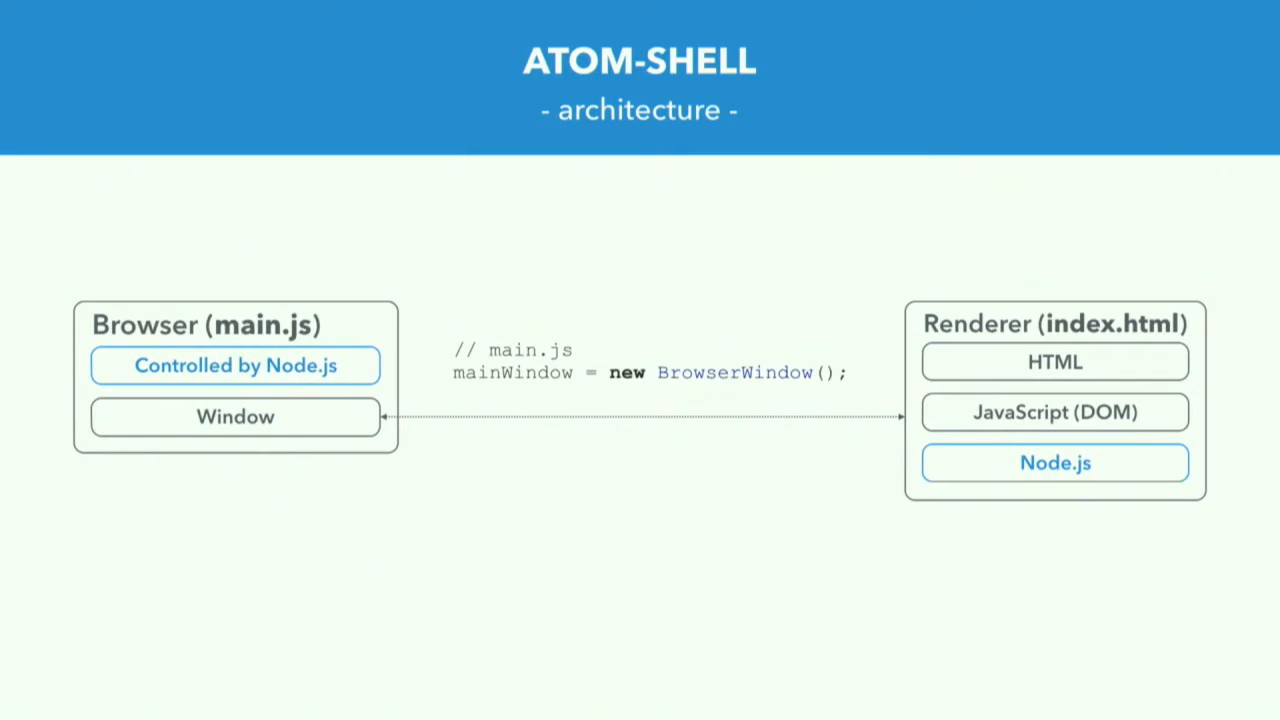 ATOM-SHELL
- architecture -
Browser (main.js)
Controlled by Node.js
Window
// main.js
mainWindow = new BrowserWindow();
Renderer (index.html)
HTML
JavaScript (DOM)
Node.js